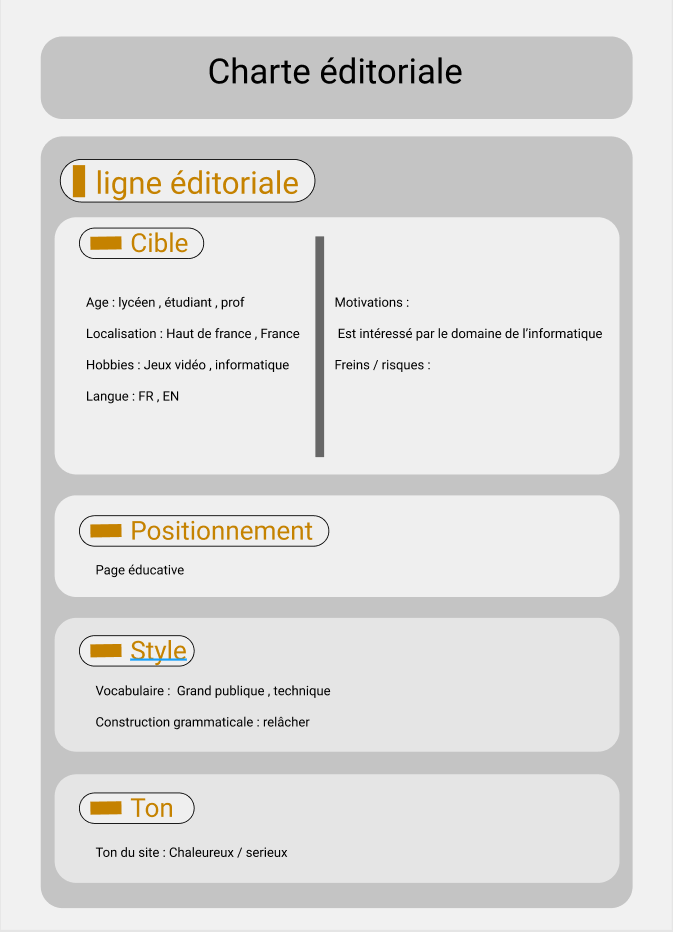 Charte éditoriale
ligne éditoriale
Cible
Age : lycéen , étudiant , prof
Localisation : Haut de france , France
Hobbies : Jeux vidéo , informatique
Langue : FR , EN
Motivations :
Est intéressé par le domaine de l'informatique
Freins / risques :
Positionnement
Page éducative
Style
Vocabulaire :  Grand publique , technique
Construction grammaticale : relâcher
Ton
Ton du site : Chaleureux / serieux